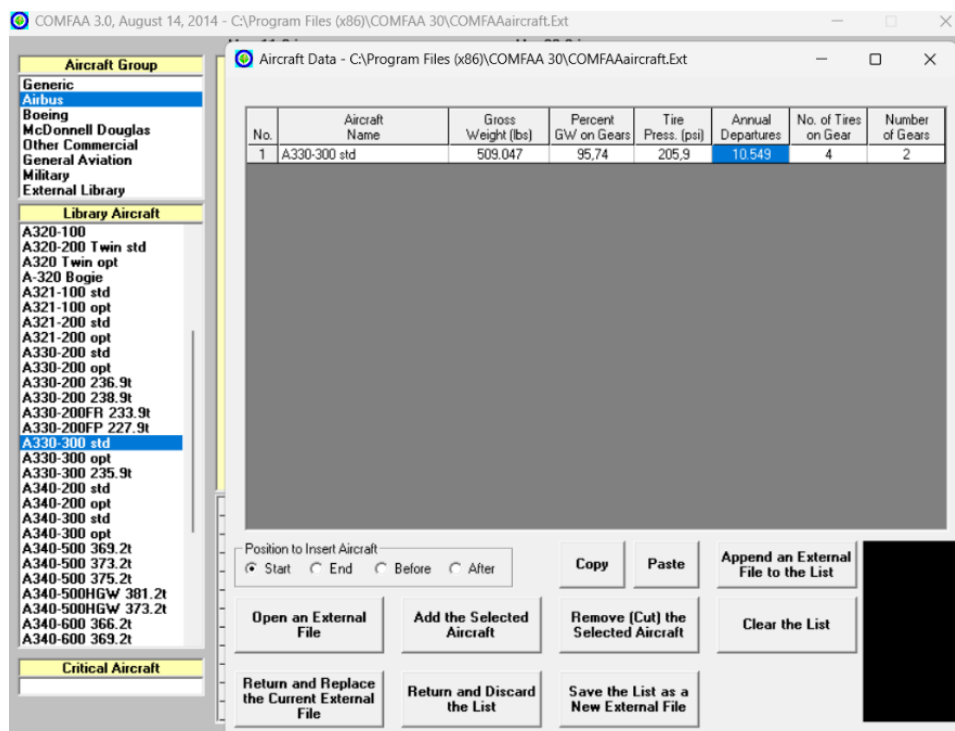 COMFAA 3.0, August 14, 2014 - C:\Program Files (x86)\COMFAA 30\COMFAAaircraft.Ext
Aircraft Group
Generic
Airbus
Boeing
McDonnell Douglas
Other Commercial
General Aviation
Military
External Library
Library Aircraft
A320-100
A320-200 Twin std
A320 Twin opt
A-320 Bogie
A321-100 std
A321-100 opt
A321-200 std
A321-200 opt
A330-200 std
A330-200 opt
A330-200 236.9t
A330-200 238.9t
A330-200FR 233.9t
A330-200FP 227.9t
A330-300 std
A330-300 opt
A330-300 235.9t
A340-200 std
A340-200 opt
A340-300 std
A340-300 opt
A340-500 369.2t
A340-500 373.2t
A340-500 375.2t
A340-500HGW 381.2t
A340-500HGW 373.2t
A340-600 366.2t
A340-600 369.2t
Critical Aircraft
Aircraft Data - C:\Program Files (x86)\COMFAA 30\COMFAAaircraft.Ext
No. Aircraft Name Gross Weight (lbs) Percent GW on Gears Tire Press. (psi) Annual Departures No. of Tires on Gear Number of Gears
1 A330-300 std 509.047 95,74 205,9 10.549 4 2
Position to Insert Aircraft
Start End Before After
Copy
Paste
Append an External
File to the List
Open an External
File
Add the Selected
Aircraft
Remove (Cut) the
Selected Aircraft
Clear the List
Return and Replace
the Current External
File
Return and Discard
the List
Save the List as a
New External File